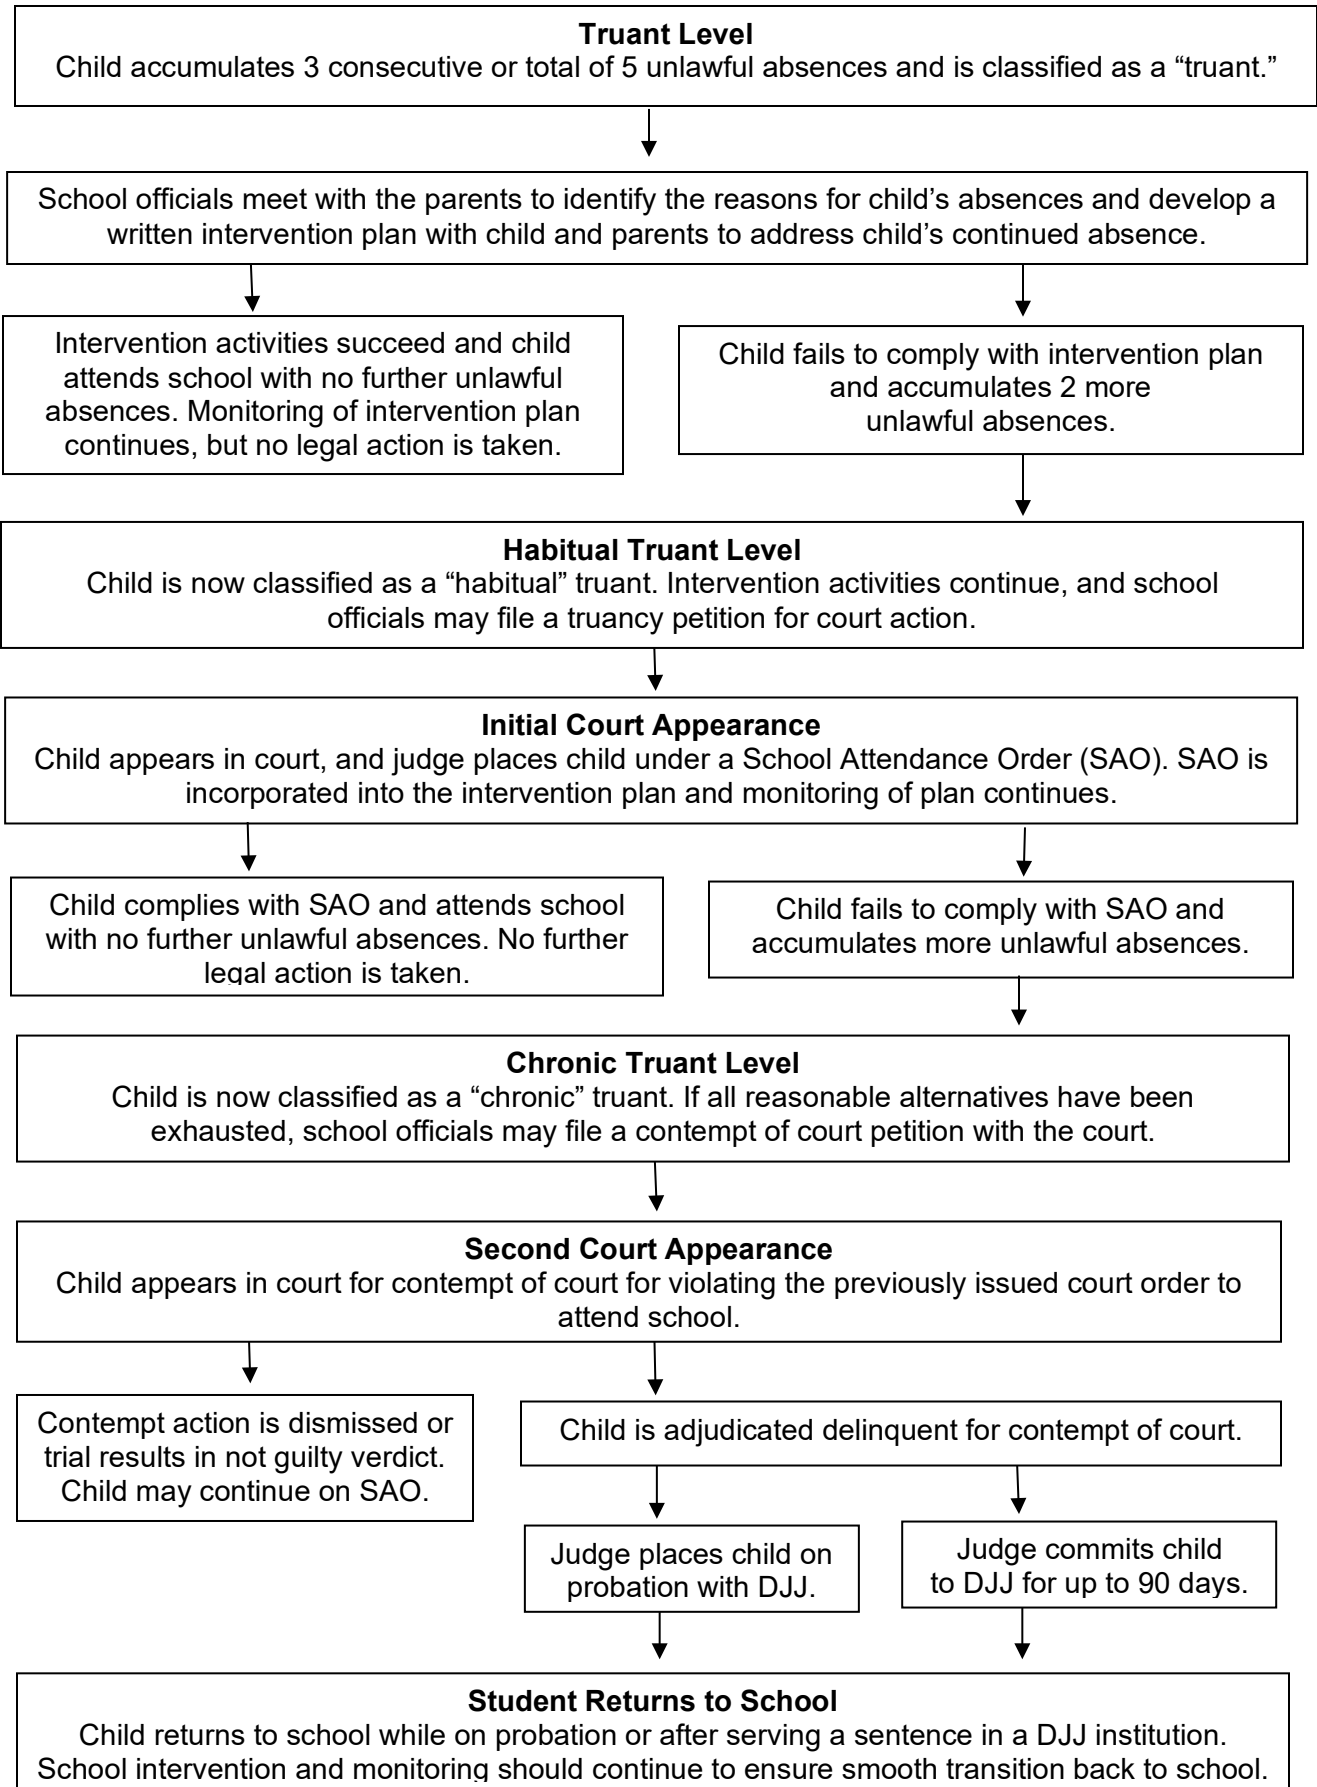 Truant Level
Child accumulates 3 consecutive or total of 5 unlawful absences and is classified as a “truant.”
School officials meet with the parents to identify the reasons for child’s absences and develop a
written intervention plan with child and parents to address child’s continued absence.
Intervention activities succeed and child
attends school with no further unlawful
absences. Monitoring of intervention plan
continues, but no legal action is taken.
Child fails to comply with intervention plan
and accumulates 2 more
unlawful absences.
Habitual Truant Level
Child is now classified as a “habitual” truant. Intervention activities continue, and school
officials may file a truancy petition for court action.
Initial Court Appearance
Child appears in court, and judge places child under a School Attendance Order (SAO). SAO is
incorporated into the intervention plan and monitoring of plan continues.
Child complies with SAO and attends school
with no further unlawful absences. No further
legal action is taken.
Child fails to comply with SAO and
accumulates more unlawful absences.
Chronic Truant Level
Child is now classified as a “chronic” truant. If all reasonable alternatives have been
exhausted, school officials may file a contempt of court petition with the court.
Second Court Appearance
Child appears in court for contempt of court for violating the previously issued court order to
attend school.
Contempt action is dismissed or
trial results in not guilty verdict.
Child may continue on SAO.
Child is adjudicated delinquent for contempt of court.
Judge places child on
probation with DJJ.
Judge commits child
to DJJ for up to 90 days.
Student Returns to School
Child returns to school while on probation or after serving a sentence in a DJJ institution.
School intervention and monitoring should continue to ensure smooth transition back to school.